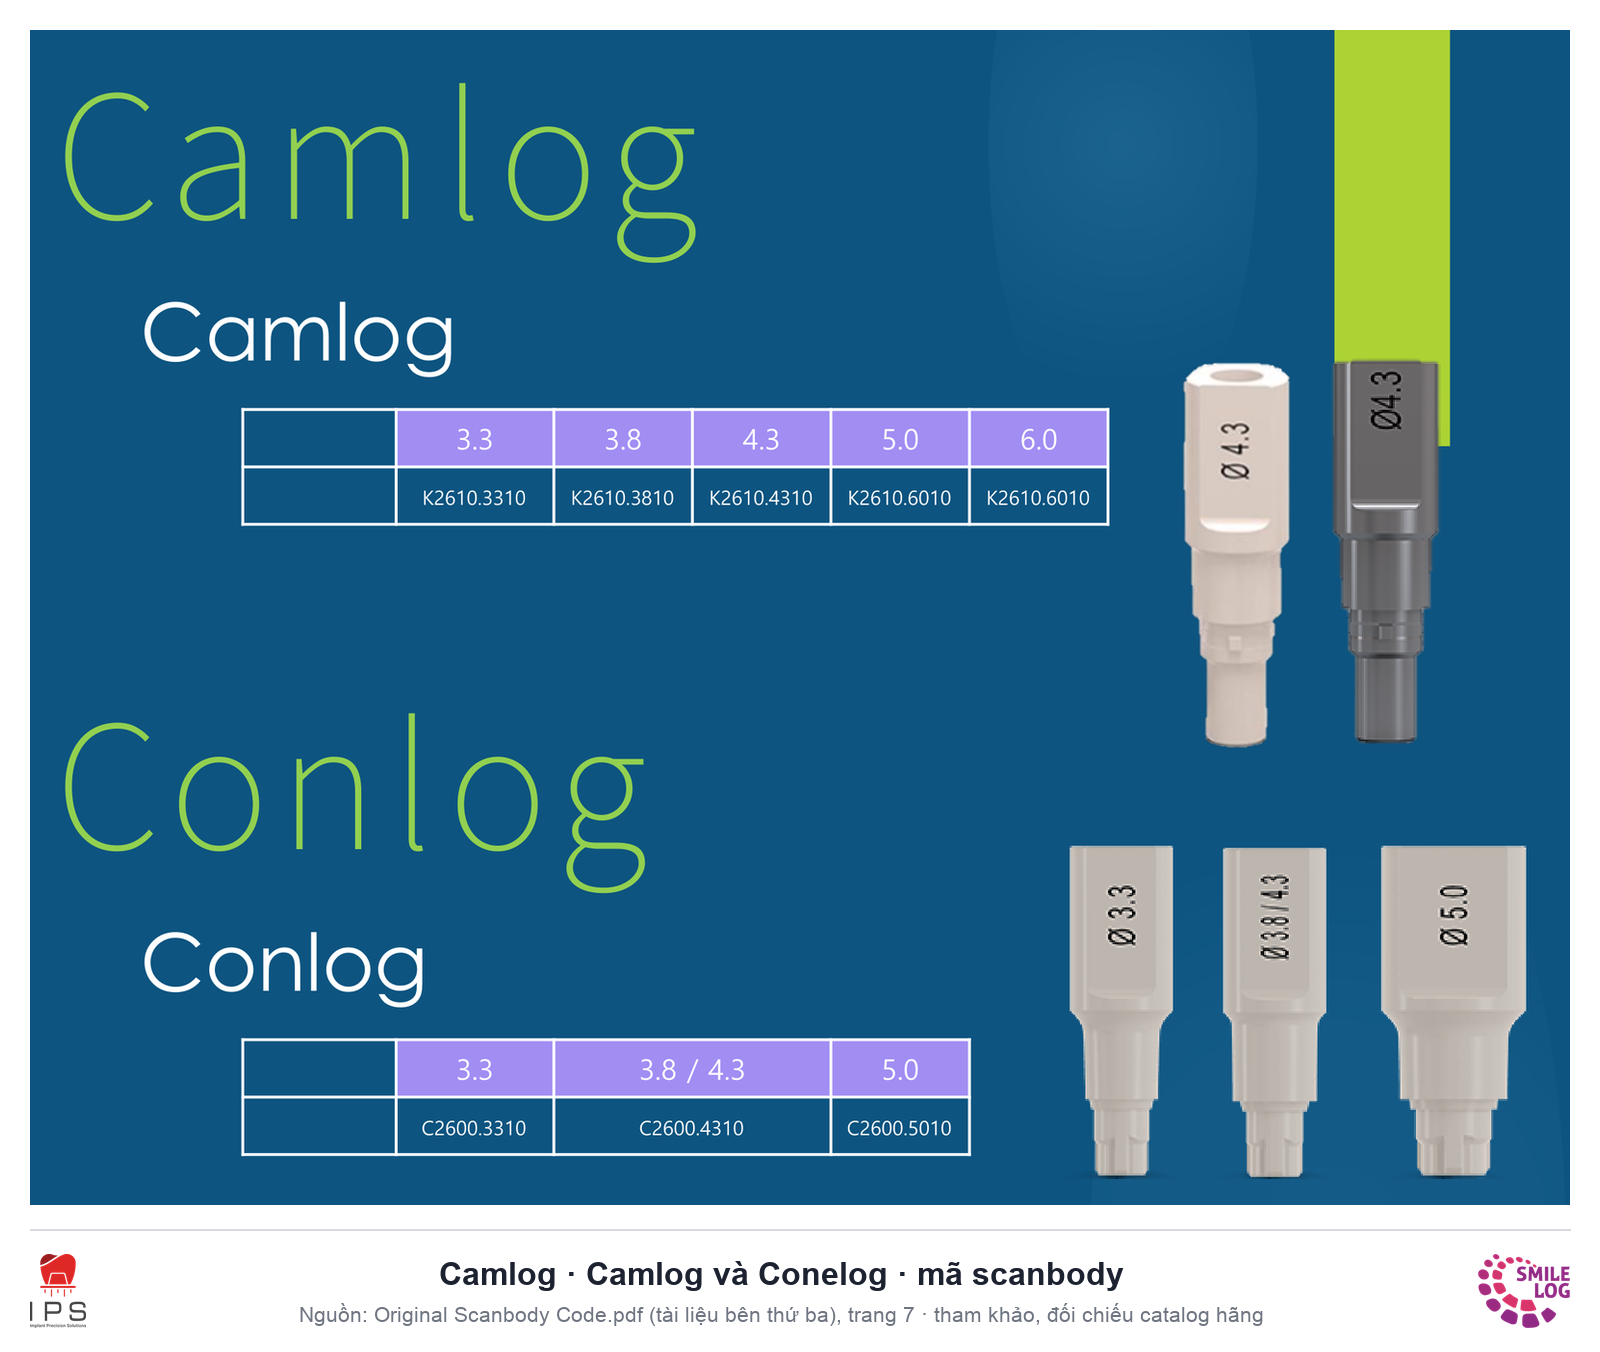 Camlog
Camlog
3.3 3.8 4.3 5.0 6.0
K2610.3310 K2610.3810 K2610.4310 K2610.6010 K2610.6010
Ø 4.3
Ø4.3
Conlog
Conlog
3.3 3.8 / 4.3 5.0
C2600.3310 C2600.4310 C2600.5010
Ø 3.3
Ø 3.8 / 4.3
Ø 5.0
IPS
Implant Precision Solutions
Camlog · Camlog và Conelog · mã scanbody
Nguồn: Original Scanbody Code.pdf (tài liệu bên thứ ba), trang 7 · tham khảo, đối chiếu catalog hãng
SMILE
LOG